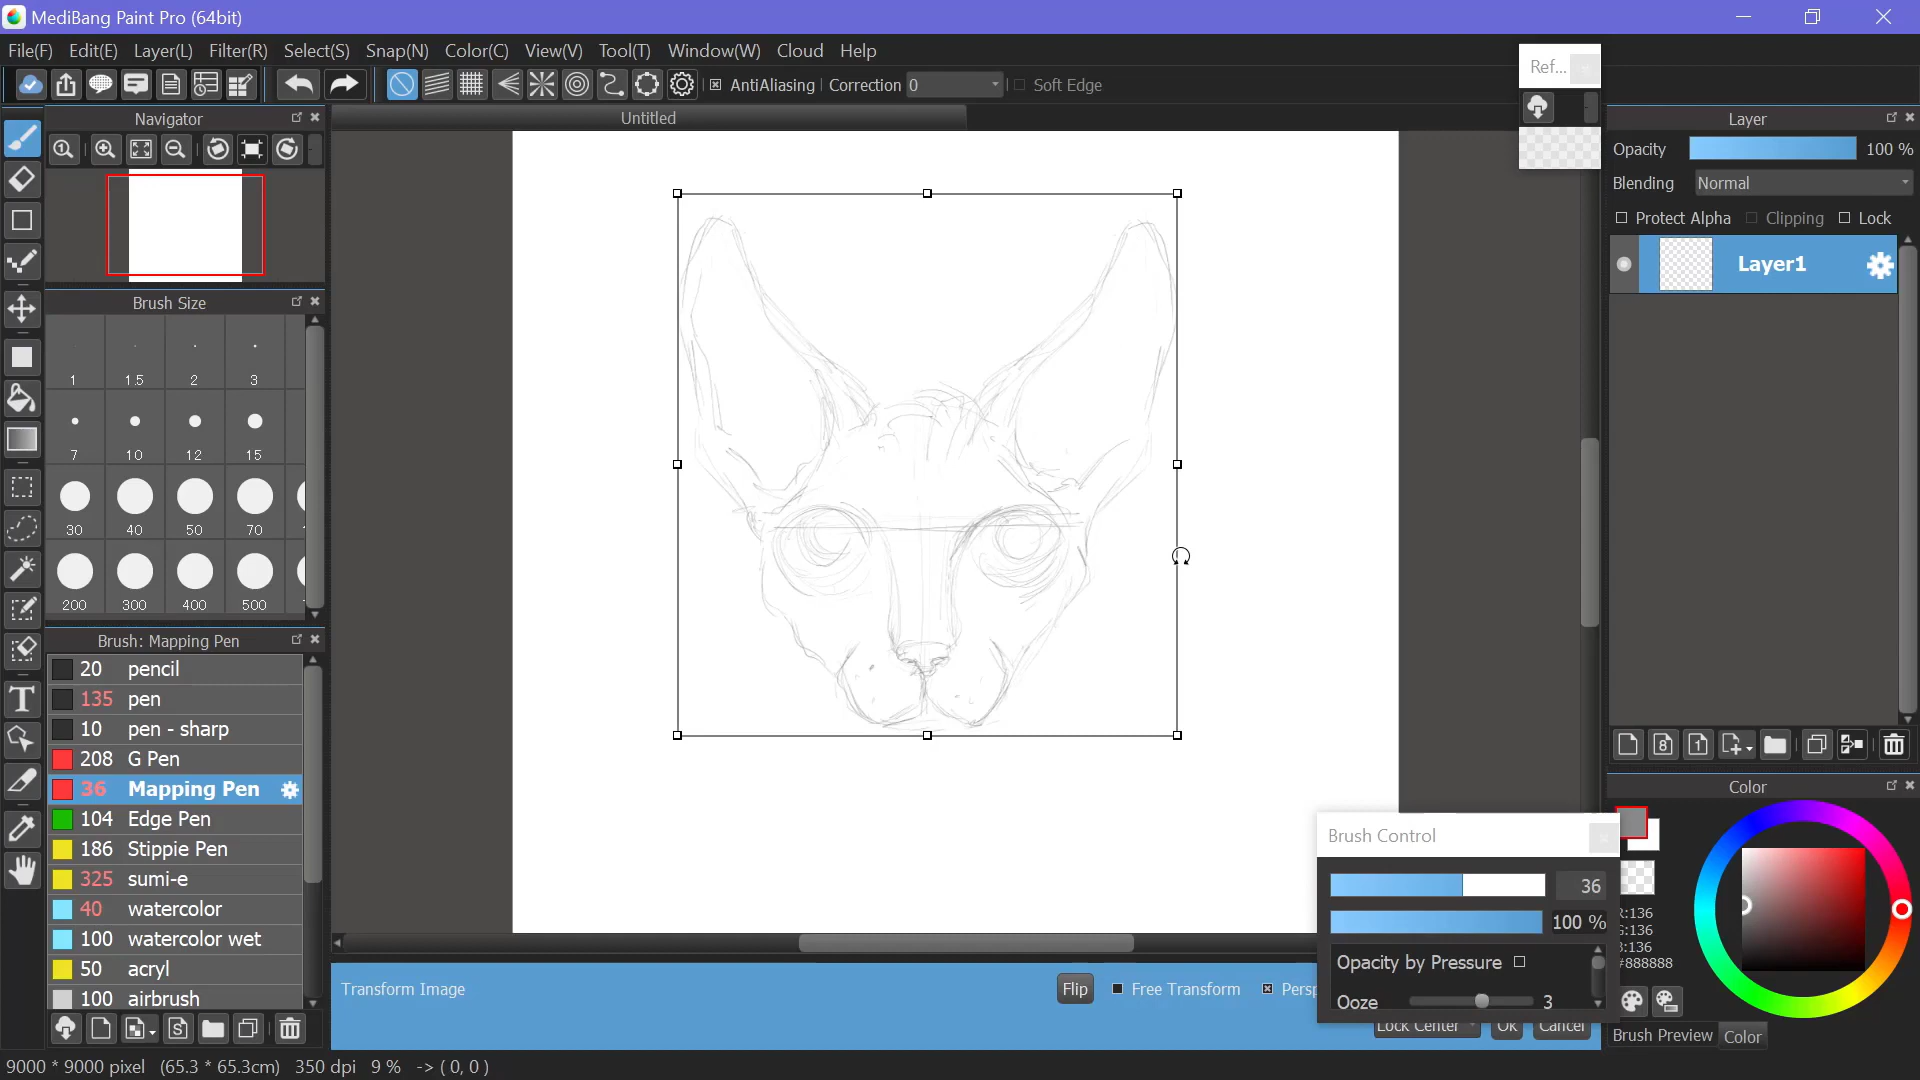 MediBang Paint Pro (64bit)
File(F) Edit(E) Layer(L) Filter(R) Select(S) Snap(N) Color(C) View(V) Tool(T) Window(W) Cloud Help
Ref...
AntiAliasing Correction 0 Soft Edge
Navigator
Untitled
Layer
Opacity 100 %
Blending Normal
Protect Alpha Clipping Lock
Layer1
Brush Size
1 1.5 2 3
7 10 12 15
30 40 50 70
200 300 400 500
Brush: Mapping Pen
20 pencil
135 pen
10 pen - sharp
208 G Pen
36 Mapping Pen
104 Edge Pen
186 Stippie Pen
325 sumi-e
40 watercolor
100 watercolor wet
50 acryl
100 airbrush
Color
Brush Control
36
100 %
Opacity by Pressure
Ooze 3
:136
:136
:136
#888888
Transform Image Flip Free Transform Persp
Lock Center Ok Cancel
Brush Preview Color
9000 * 9000 pixel (65.3 * 65.3cm) 350 dpi 9 % -> ( 0, 0 )